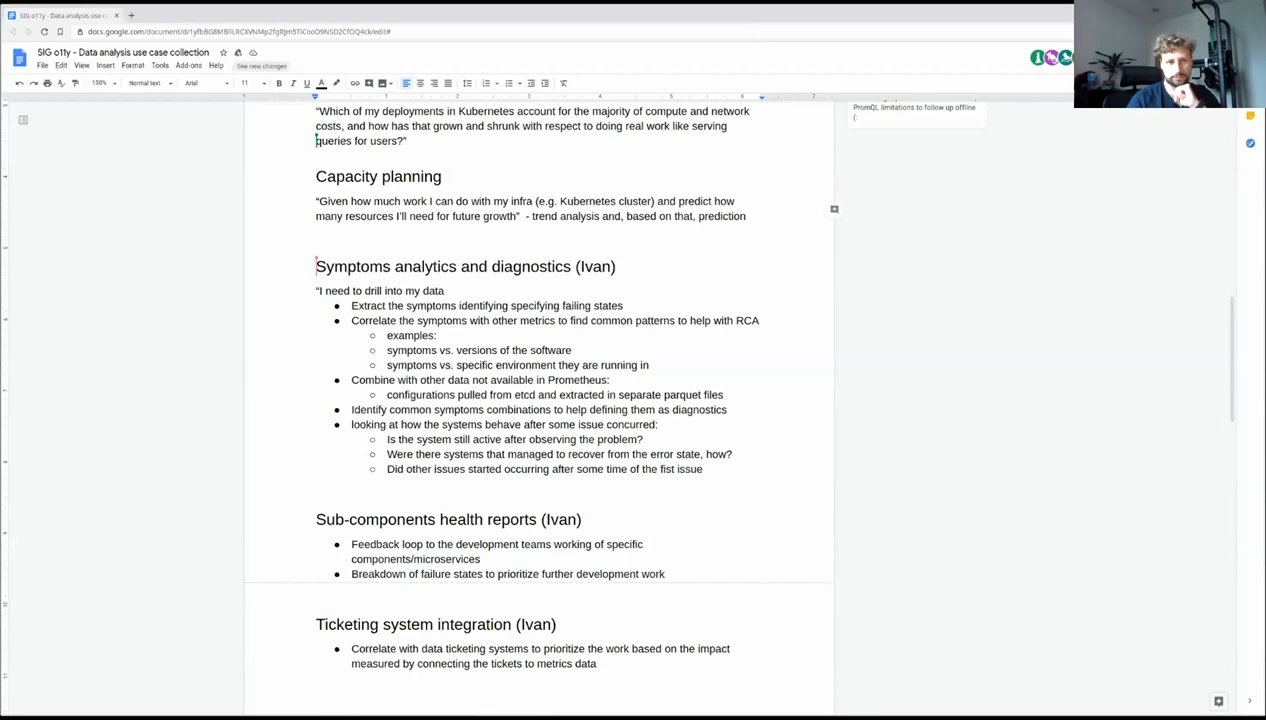 SIG o11y - Data analysis use c
SIG o11y - Data analysis use case collection
File Edit View Insert Format Tools Add-ons Help
See new changes
150%
Normal text
Arial
11
PromQL limitations to follow up offline
(:
“Which of my deployments in Kubernetes account for the majority of compute and network
costs, and how has that grown and shrunk with respect to doing real work like serving
queries for users?”
Capacity planning
“Given how much work I can do with my infra (e.g. Kubernetes cluster) and predict how
many resources I’ll need for future growth” - trend analysis and, based on that, prediction
Symptoms analytics and diagnostics (Ivan)
“I need to drill into my data
● Extract the symptoms identifying specifying failing states
● Correlate the symptoms with other metrics to find common patterns to help with RCA
○ examples:
○ symptoms vs. versions of the software
○ symptoms vs. specific environment they are running in
● Combine with other data not available in Prometheus:
○ configurations pulled from etcd and extracted in separate parquet files
● Identify common symptoms combinations to help defining them as diagnostics
● looking at how the systems behave after some issue concurred:
○ Is the system still active after observing the problem?
○ Were there systems that managed to recover from the error state, how?
○ Did other issues started occurring after some time of the fist issue
Sub-components health reports (Ivan)
● Feedback loop to the development teams working of specific
components/microservices
● Breakdown of failure states to prioritize further development work
Ticketing system integration (Ivan)
● Correlate with data ticketing systems to prioritize the work based on the impact
measured by connecting the tickets to metrics data